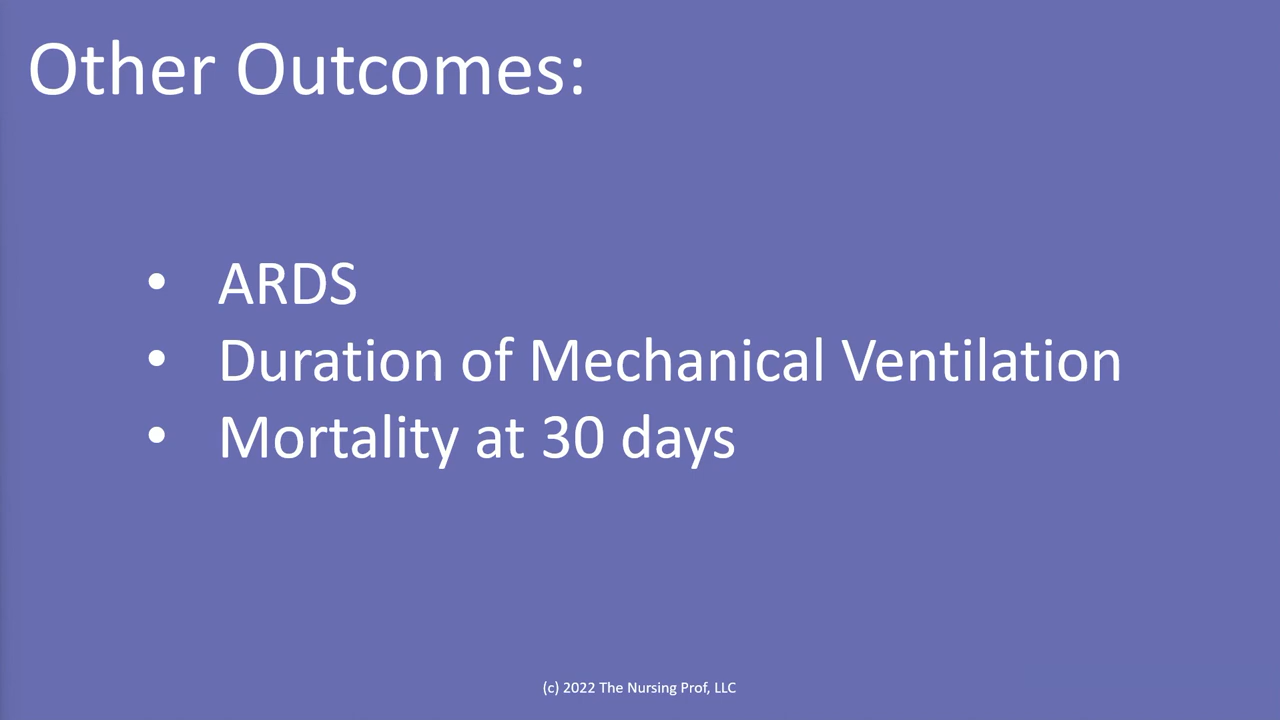 Other Outcomes:
• ARDS
• Duration of Mechanical Ventilation
• Mortality at 30 days
(c) 2022 The Nursing Prof, LLC